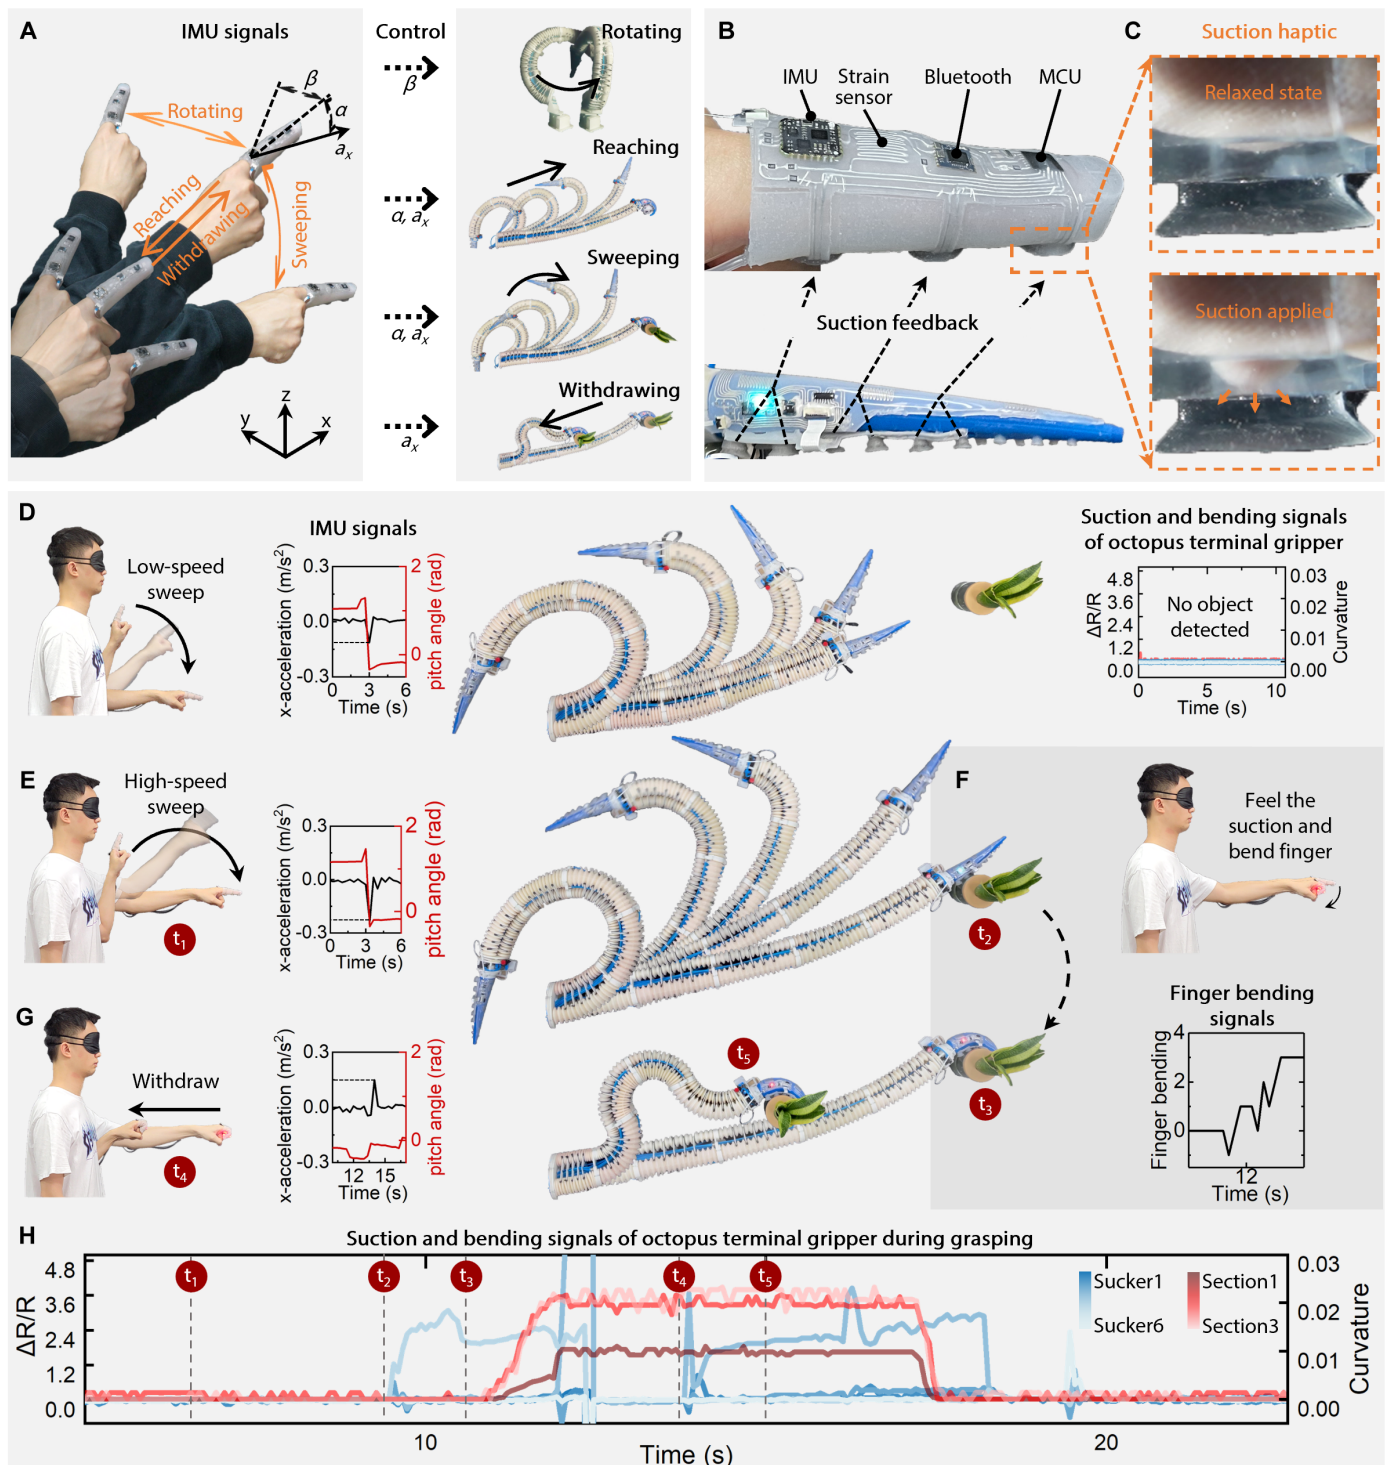 A
IMU signals
Control
Rotating
β
α
aₓ
Rotating
Reaching
Withdrawing
Sweeping
z
y
x
β
Reaching
α, aₓ
Sweeping
α, aₓ
Withdrawing
aₓ
B
IMU
Strain
sensor
Bluetooth
MCU
Suction feedback
C
Suction haptic
Relaxed state
Suction applied
D
Low-speed
sweep
IMU signals
x-acceleration (m/s²)
0.3
0.0
-0.3
2
0
pitch angle (rad)
0 3 6
Time (s)
Suction and bending signals
of octopus terminal gripper
ΔR/R
4.8
3.6
2.4
1.2
0.0
No object
detected
0.03
0.02
0.01
0.00
Curvature
0 5 10
Time (s)
E
High-speed
sweep
t₁
x-acceleration (m/s²)
0.3
0.0
-0.3
2
0
pitch angle (rad)
0 3 6
Time (s)
t₂
F
Feel the
suction and
bend finger
t₃
Finger bending
signals
Finger bending
4
2
0
12
Time (s)
G
Withdraw
t₄
x-acceleration (m/s²)
0.3
0.0
-0.3
2
0
pitch angle (rad)
12 15
Time (s)
t₅
H
Suction and bending signals of octopus terminal gripper during grasping
ΔR/R
4.8
3.6
2.4
1.2
0.0
t₁ t₂ t₃ t₄ t₅
Sucker1
Sucker6
Section1
Section3
0.03
0.02
0.01
0.00
Curvature
10 20
Time (s)